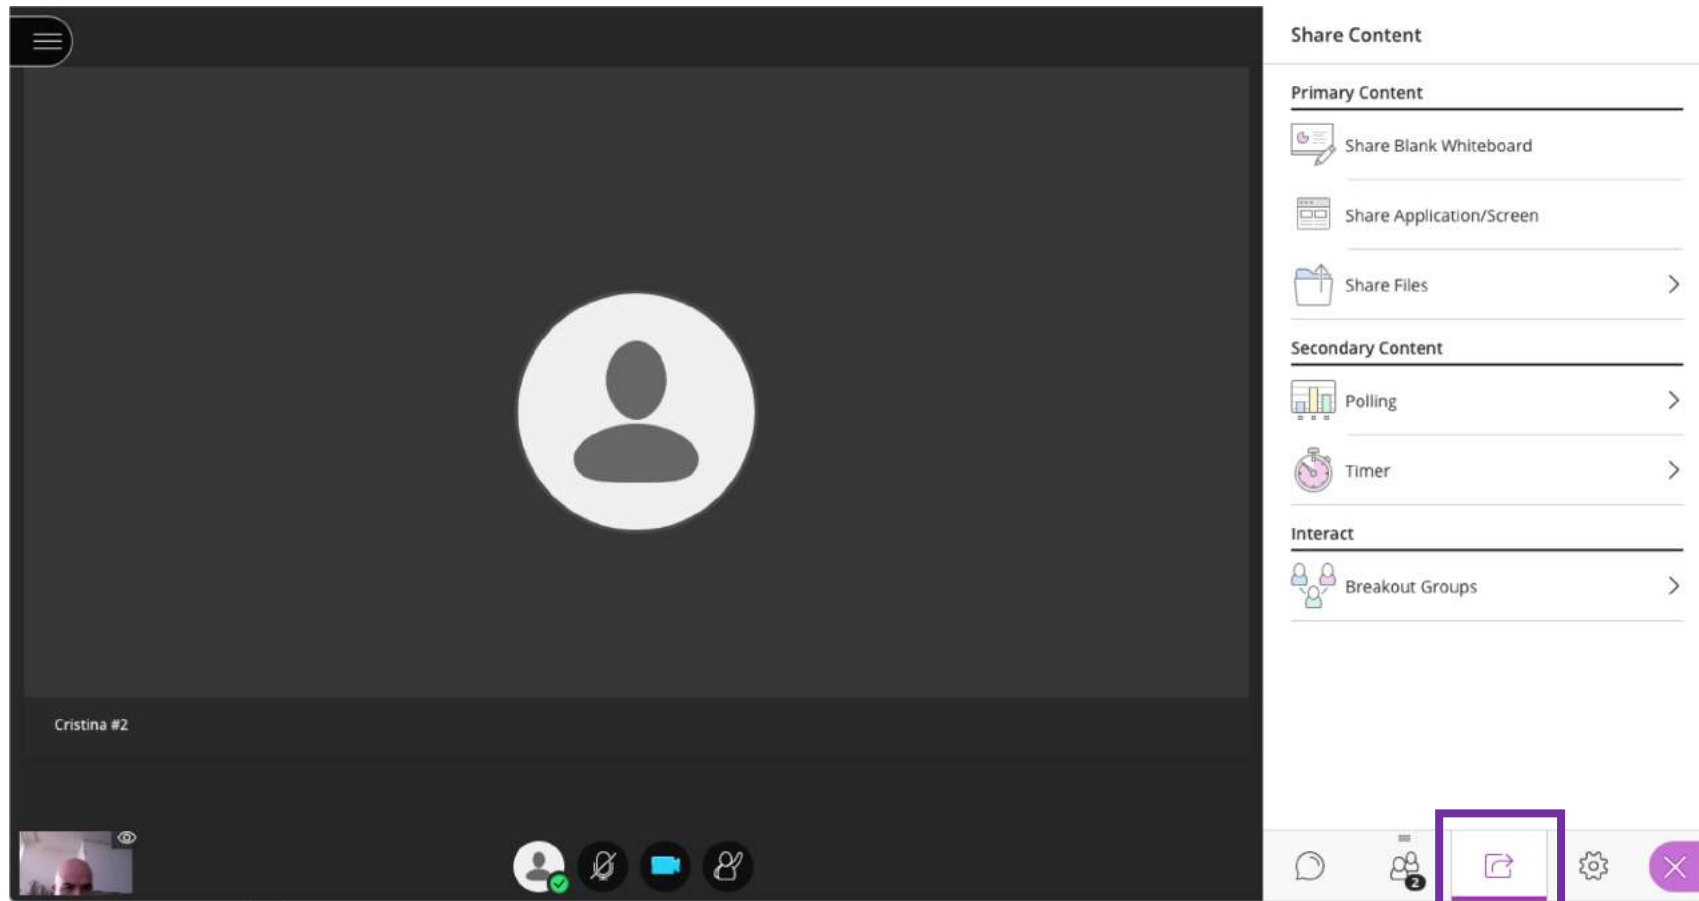 Share Content
Primary Content
Share Blank Whiteboard
Share Application/Screen
Share Files
Secondary Content
Polling
Timer
Interact
Breakout Groups
Cristina #2
2